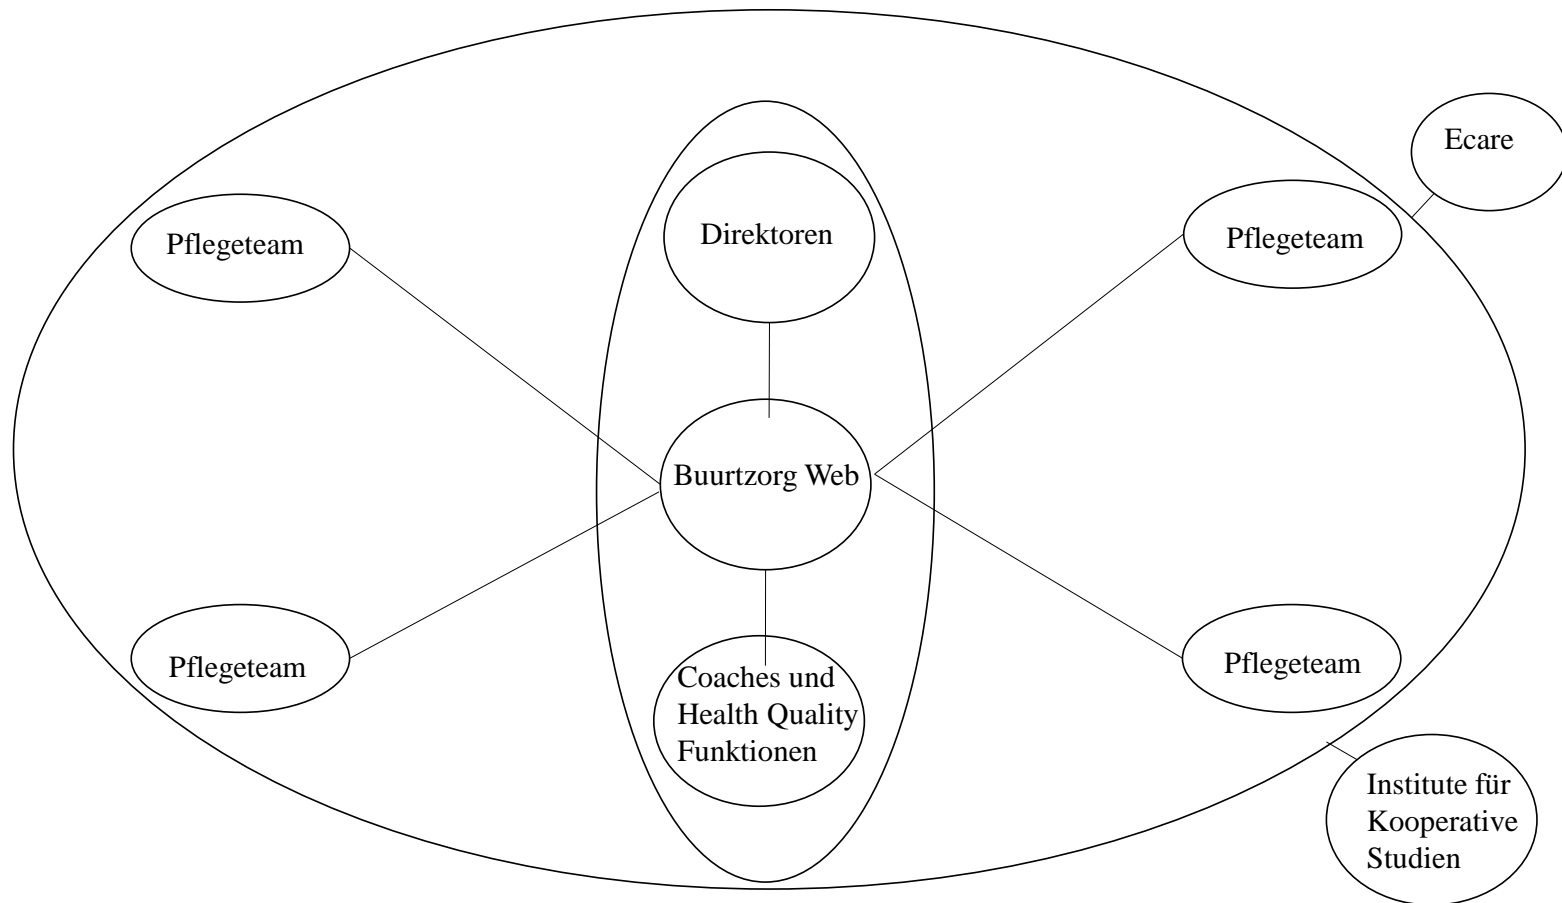 Ecare
Direktoren
Pflegeteam
Pflegeteam
Buurtzorg Web
Pflegeteam
Pflegeteam
Coaches und
Health Quality
Funktionen
Institute für
Kooperative
Studien